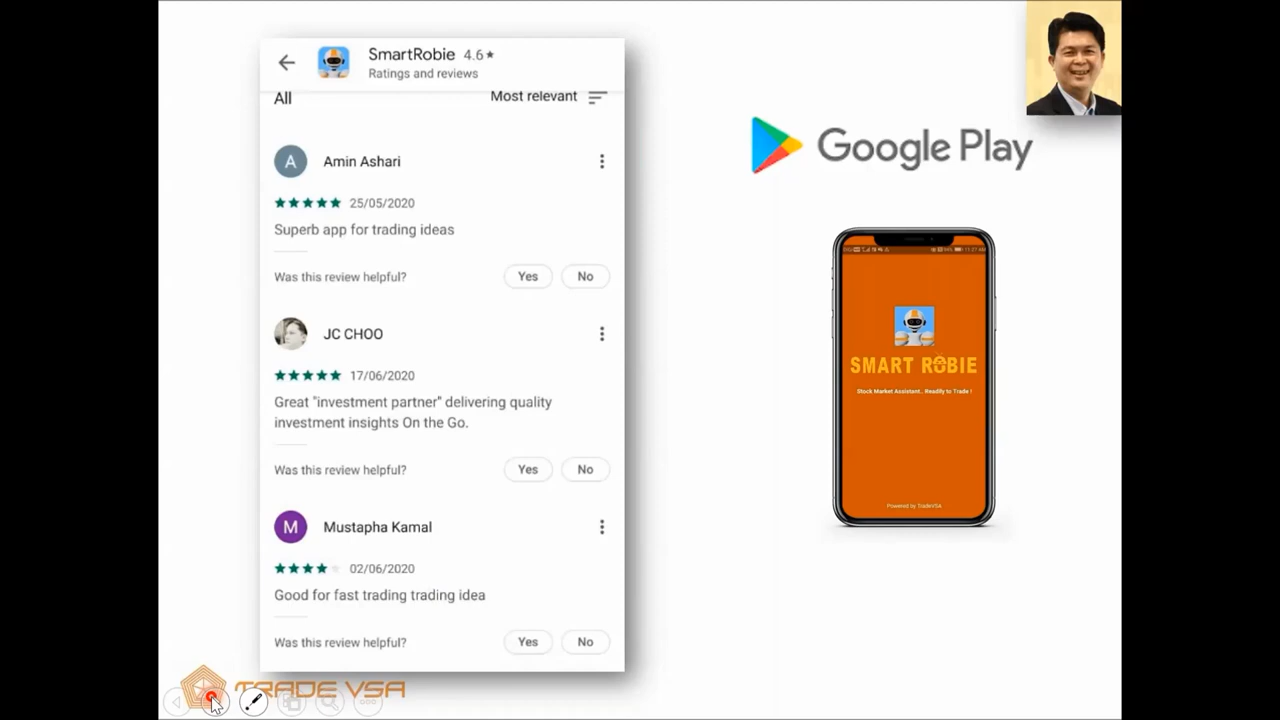 SmartRobie 4.6★
Ratings and reviews
All
Most relevant
A
Amin Ashari
25/05/2020
Superb app for trading ideas
Was this review helpful?
Yes
No
JC CHOO
17/06/2020
Great "investment partner" delivering quality
investment insights On the Go.
Was this review helpful?
Yes
No
M
Mustapha Kamal
02/06/2020
Good for fast trading trading idea
Was this review helpful?
Yes
No
TRADE VSA
Google Play
SMART ROBIE
Stock Market Assistant.. Readify to Trade !
Powered by TradeVSA